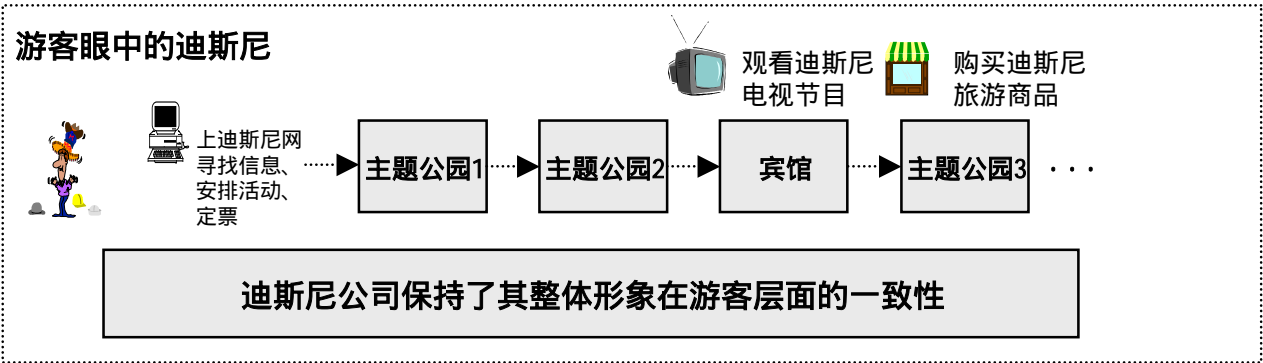 游客眼中的迪斯尼
观看迪斯尼
电视节目
购买迪斯尼
旅游商品
上迪斯尼网
寻找信息、
安排活动、
定票
主题公园1
主题公园2
宾馆
主题公园3
· · ·
迪斯尼公司保持了其整体形象在游客层面的一致性